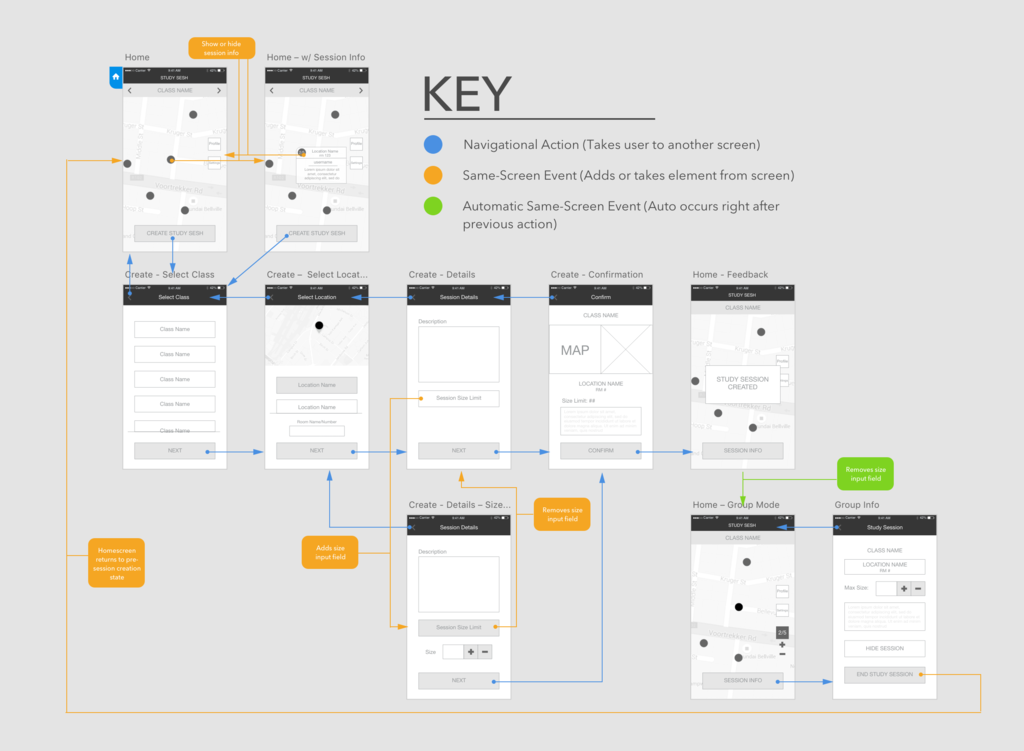 Show or hide
session info
Home
Home – w/ Session Info
STUDY SESH
CLASS NAME
CREATE STUDY SESH
STUDY SESH
CLASS NAME
Location Name
username
CREATE STUDY SESH
KEY
Navigational Action (Takes user to another screen)
Same-Screen Event (Adds or takes element from screen)
Automatic Same-Screen Event (Auto occurs right after
previous action)
Create - Select Class
Select Class
Class Name
Class Name
Class Name
Class Name
Class Name
NEXT
Create – Select Locat...
Select Location
Location Name
Location Name
Room Name/Number
NEXT
Create - Details
Session Details
Description
Session Size Limit
NEXT
Create - Confirmation
Confirm
CLASS NAME
MAP
LOCATION NAME
RM #
Size Limit: ##
CONFIRM
Home - Feedback
STUDY SESH
CLASS NAME
STUDY SESSION
CREATED
SESSION INFO
Removes size
input field
Create - Details – Size...
Session Details
Description
Session Size Limit
Size
NEXT
Removes size
input field
Adds size
input field
Homescreen
returns to pre-
session creation
state
Home – Group Mode
STUDY SESH
CLASS NAME
2/5
SESSION INFO
Group Info
Study Session
CLASS NAME
LOCATION NAME
RM #
Max Size:
HIDE SESSION
END STUDY SESSION